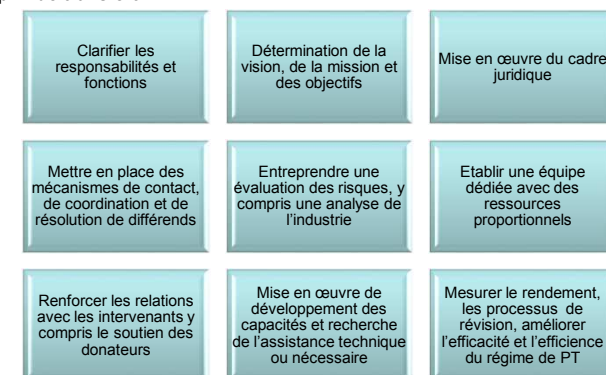 Clarifier les
responsabilités et
fonctions
Détermination de la
vision, de la mission et
des objectifs
Mise en œuvre du cadre
juridique
Mettre en place des
mécanismes de contact,
de coordination et de
résolution de différends
Entreprendre une
évaluation des risques, y
compris une analyse de
l'industrie
Etablir une équipe
dédiée avec des
ressources
proportionnels
Renforcer les relations
avec les intervenants y
compris le soutien des
donateurs
Mise en œuvre de
développement des
capacités et recherche
de l'assistance technique
ou nécessaire
Mesurer le rendement,
les processus de
révision, améliorer
l'efficacité et l'efficience
du régime de PT